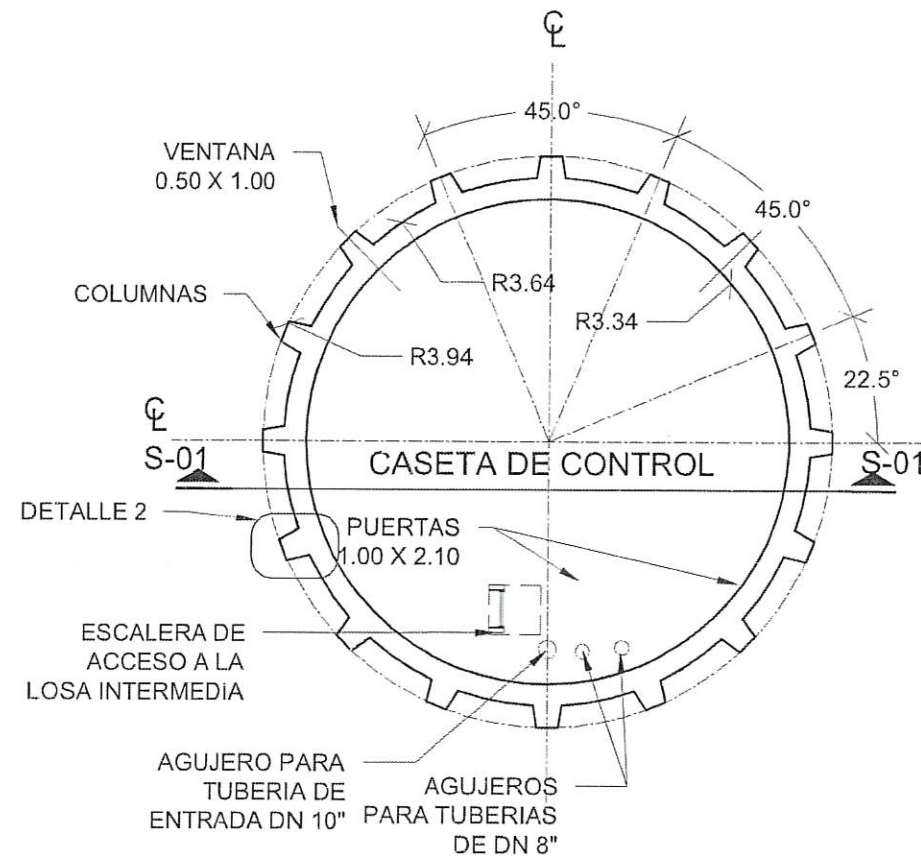 ℄
45.0°
VENTANA
0.50 X 1.00
45.0°
R3.64
COLUMNAS
R3.34
R3.94
22.5°
℄
S-01
CASETA DE CONTROL
S-01
DETALLE 2
PUERTAS
1.00 X 2.10
ESCALERA DE
ACCESO A LA
LOSA INTERMEDIA
AGUJERO PARA
TUBERIA DE
ENTRADA DN 10"
AGUJEROS
PARA TUBERIAS
DE DN 8"